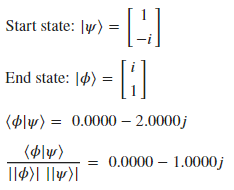 Start state: |ψ⟩ = [1 -i]
End state: |ϕ⟩ = [i 1]
⟨ϕ|ψ⟩ = 0.0000 − 2.0000j
⟨ϕ|ψ⟩ / ||ϕ⟩| ||ψ⟩| = 0.0000 − 1.0000j